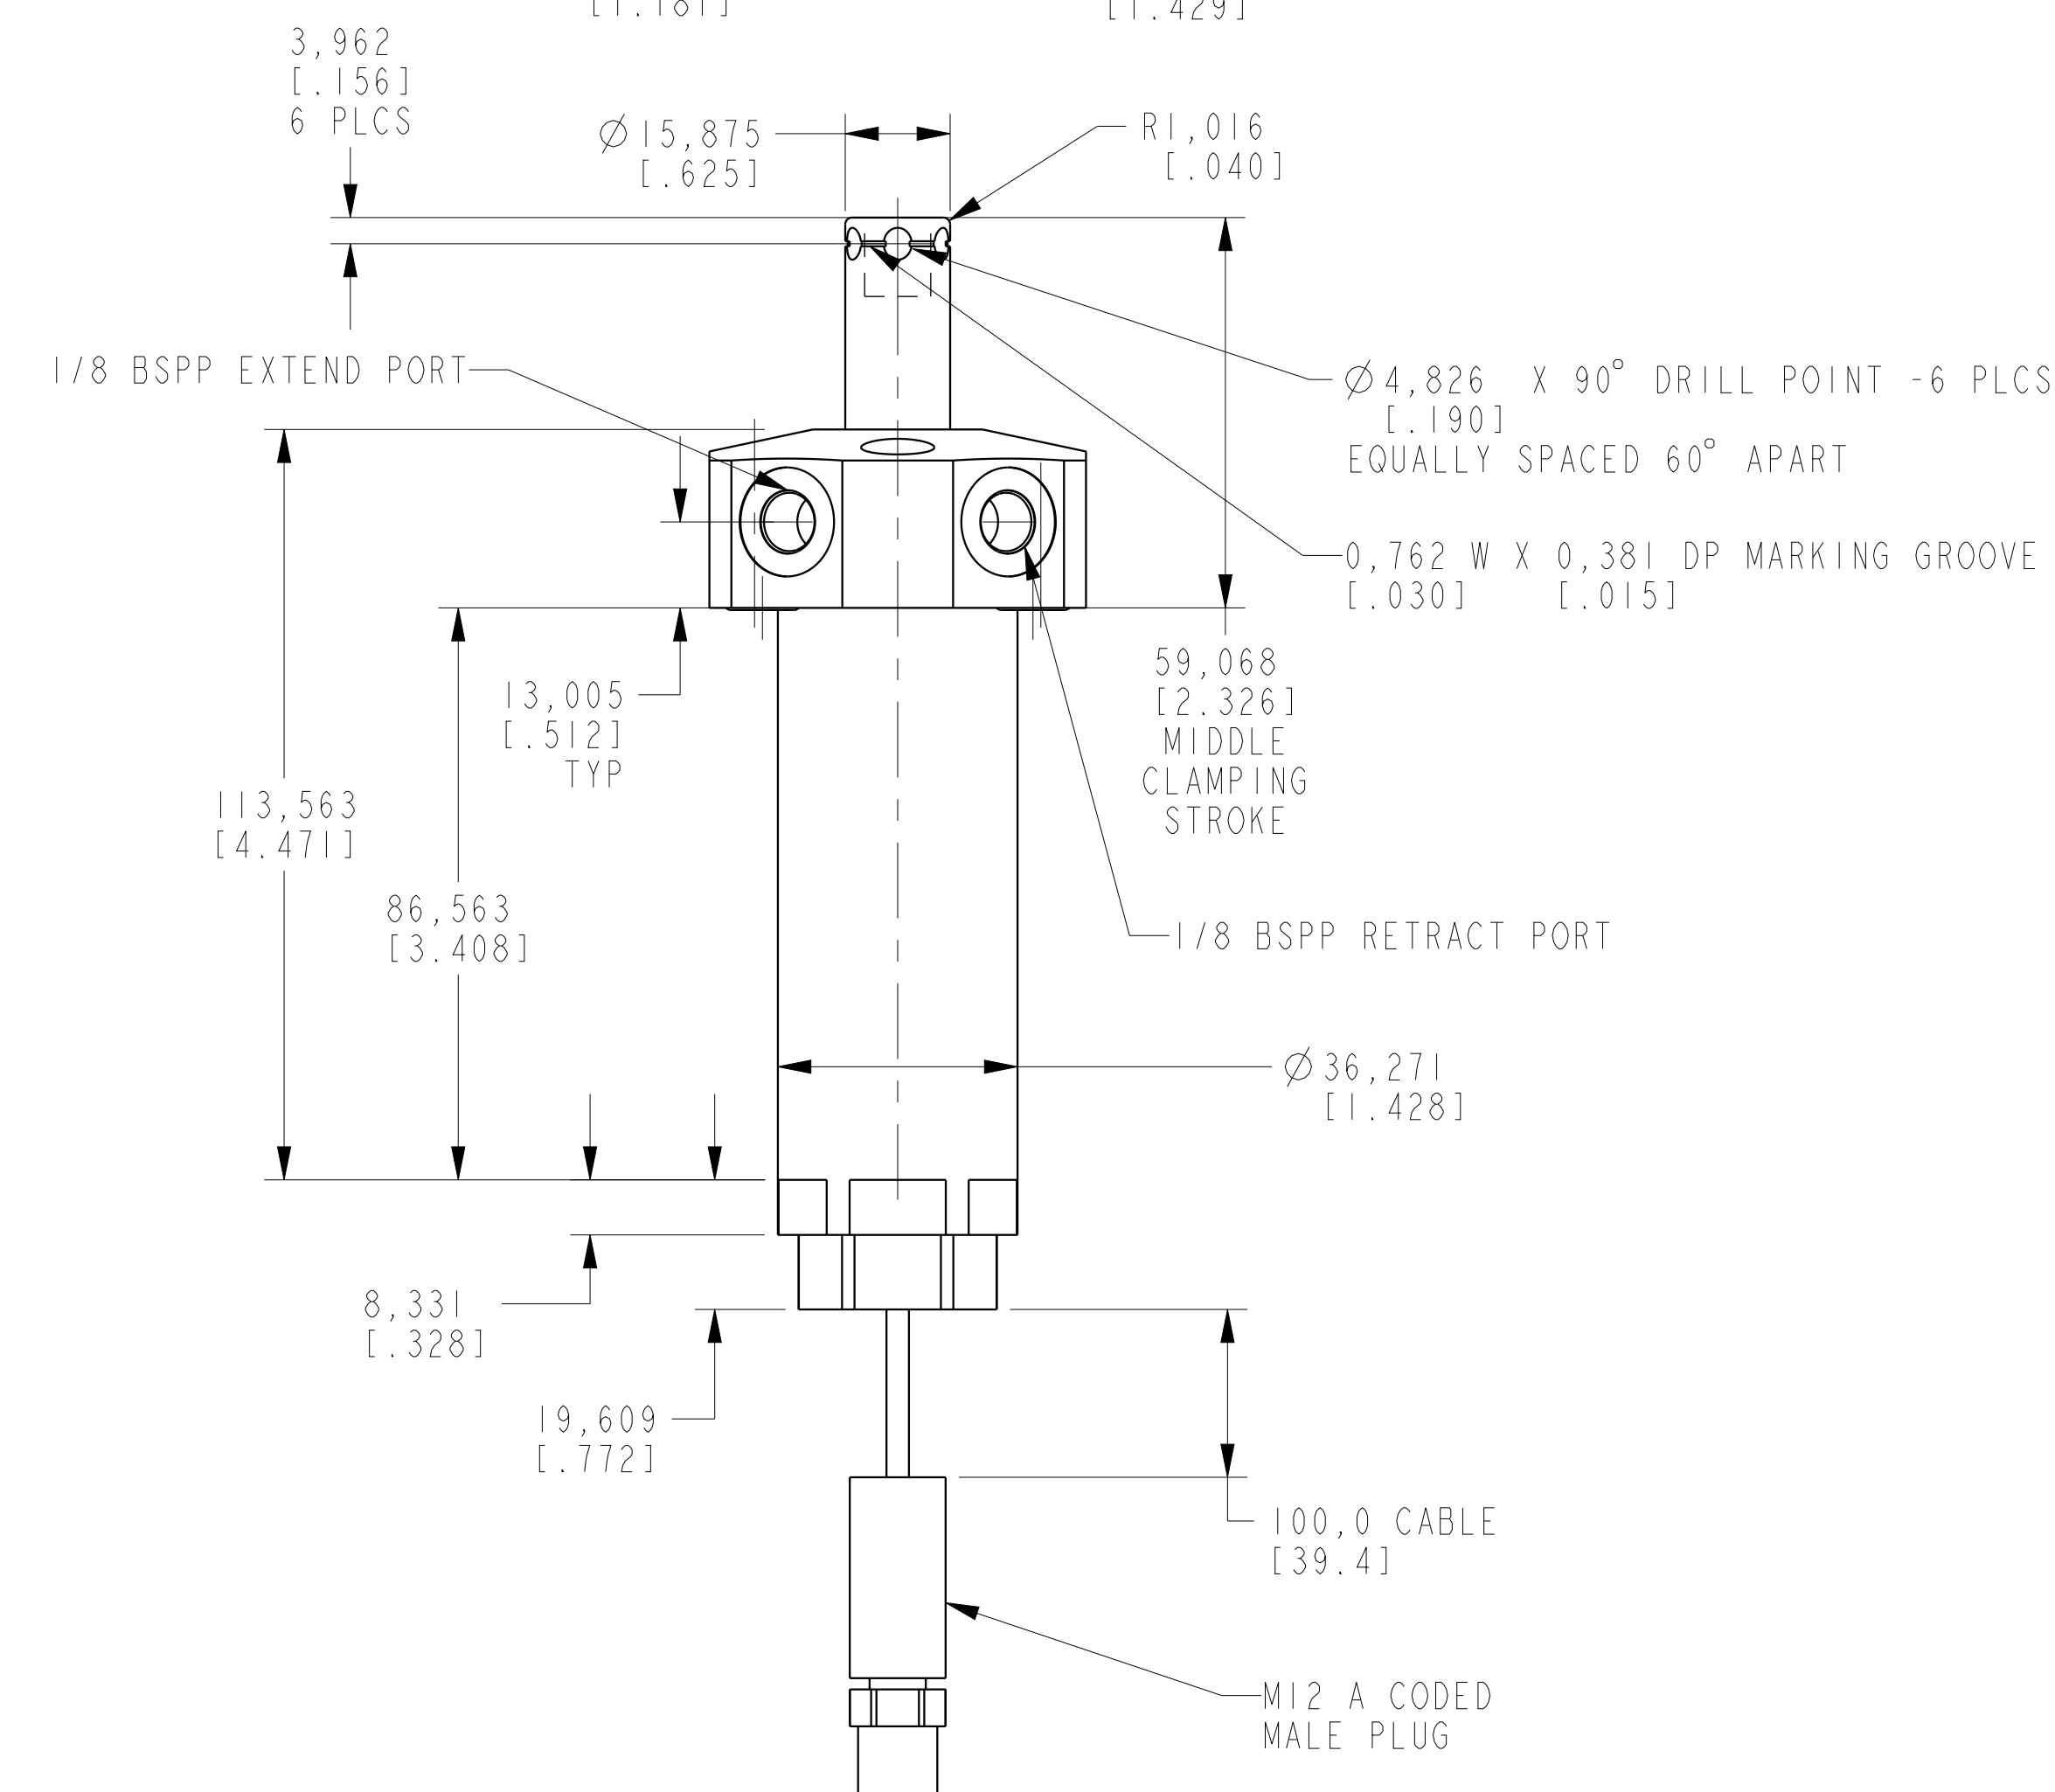 [1.181]
[1.429]
3,962
[.156]
6 PLCS
Ø15,875
[.625]
R1,016
[.040]
1/8 BSPP EXTEND PORT
Ø4,826 X 90° DRILL POINT -6 PLCS
[.190]
EQUALLY SPACED 60° APART
0,762 W X 0,381 DP MARKING GROOVE
[.030] [.015]
59,068
[2.326]
MIDDLE
CLAMPING
STROKE
13,005
[.512]
TYP
113,563
[4.471]
86,563
[3.408]
1/8 BSPP RETRACT PORT
Ø36,271
[1.428]
8,331
[.328]
19,609
[.772]
100,0 CABLE
[39.4]
M12 A CODED
MALE PLUG